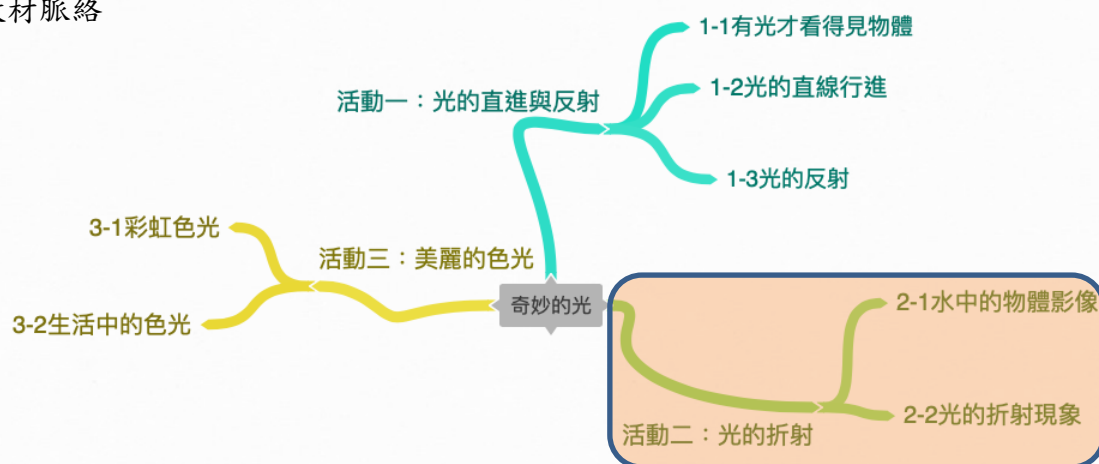 材脈絡
1-1有光才看得見物體
1-2光的直線行進
活動一：光的直進與反射
1-3光的反射
3-1彩虹色光
活動三：美麗的色光
3-2生活中的色光
奇妙的光
2-1水中的物體影像
2-2光的折射現象
活動二：光的折射